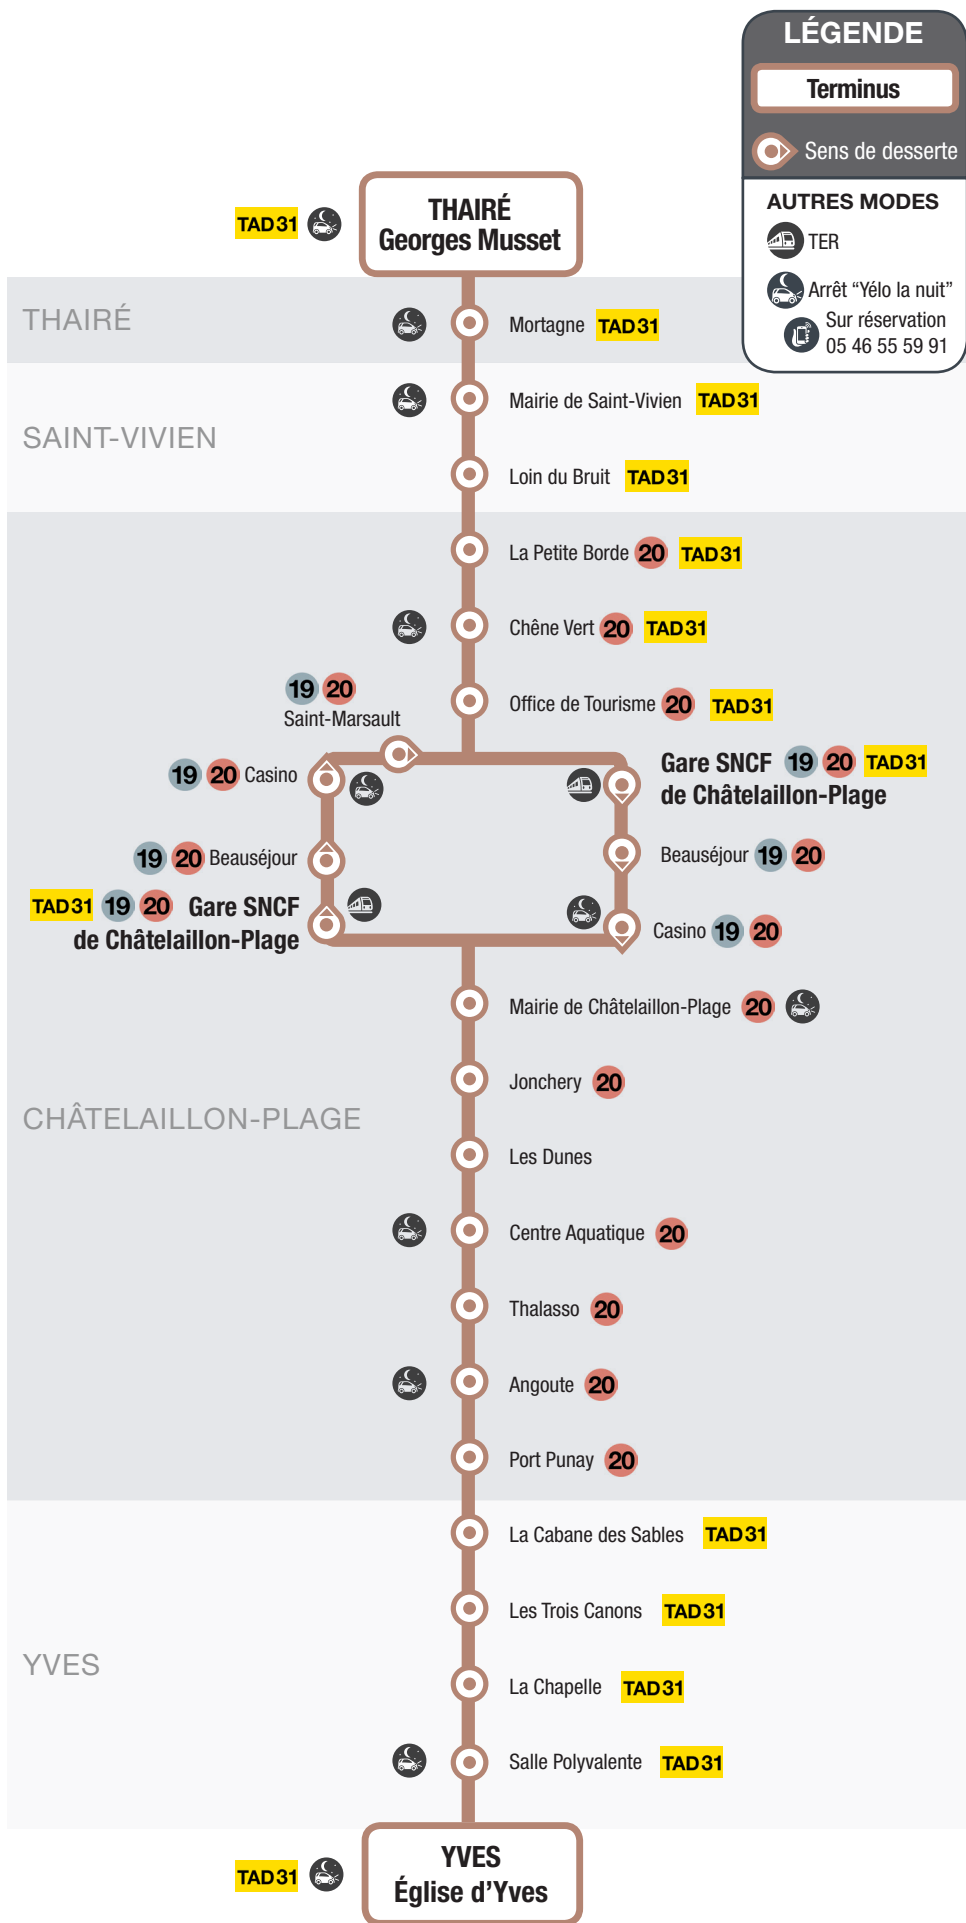 LÉGENDE
Terminus
Sens de desserte
AUTRES MODES
TER
Arrêt “Yélo la nuit”
Sur réservation
05 46 55 59 91
TAD31
THAIRÉ
Georges Musset
THAIRÉ
Mortagne TAD31
SAINT-VIVIEN
Mairie de Saint-Vivien TAD31
Loin du Bruit TAD31
La Petite Borde 20 TAD31
Chêne Vert 20 TAD31
Office de Tourisme 20 TAD31
19 20
Saint-Marsault
19 20 Casino
19 20 Beauséjour
TAD31 19 20 Gare SNCF
de Châtelaillon-Plage
Gare SNCF 19 20 TAD31
de Châtelaillon-Plage
Beauséjour 19 20
Casino 19 20
CHÂTELAILLON-PLAGE
Mairie de Châtelaillon-Plage 20
Jonchery 20
Les Dunes
Centre Aquatique 20
Thalasso 20
Angoute 20
Port Punay 20
YVES
La Cabane des Sables TAD31
Les Trois Canons TAD31
La Chapelle TAD31
Salle Polyvalente TAD31
TAD31
YVES
Église d’Yves